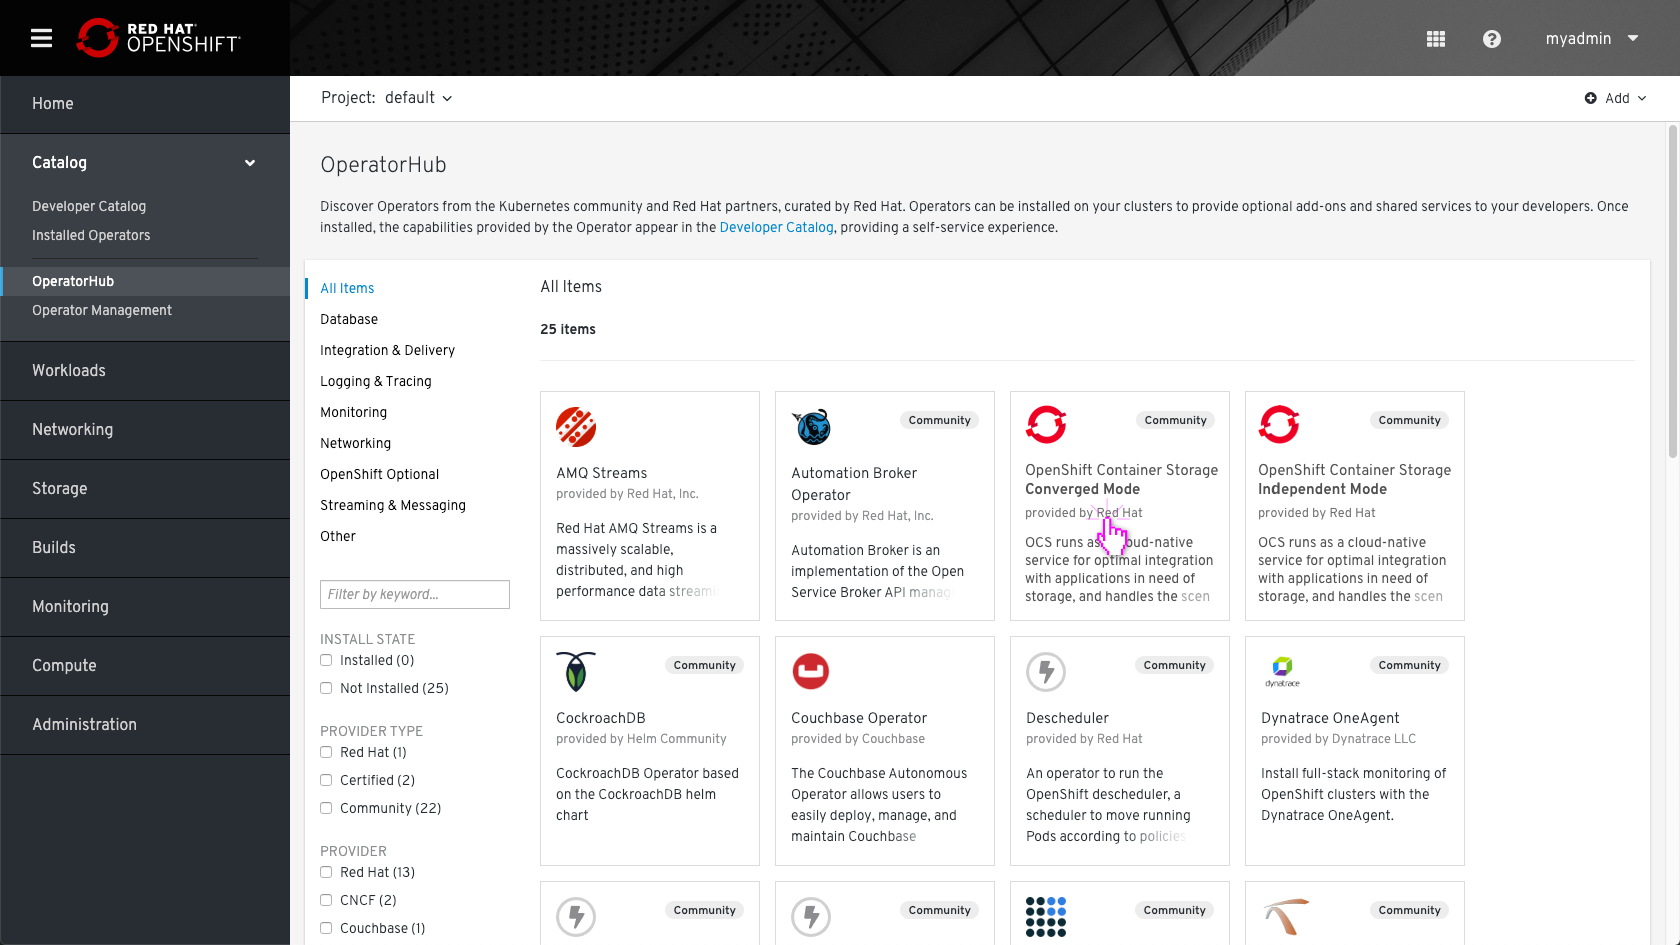 RED HAT
OPENSHIFT
myadmin
Home
Catalog
Developer Catalog
Installed Operators
OperatorHub
Operator Management
Workloads
Networking
Storage
Builds
Monitoring
Compute
Administration
Project: default
Add
OperatorHub
Discover Operators from the Kubernetes community and Red Hat partners, curated by Red Hat. Operators can be installed on your clusters to provide optional add-ons and shared services to your developers. Once
installed, the capabilities provided by the Operator appear in the Developer Catalog, providing a self-service experience.
All Items
Database
Integration & Delivery
Logging & Tracing
Monitoring
Networking
OpenShift Optional
Streaming & Messaging
Other
Filter by keyword...
INSTALL STATE
Installed (0)
Not Installed (25)
PROVIDER TYPE
Red Hat (1)
Certified (2)
Community (22)
PROVIDER
Red Hat (13)
CNCF (2)
Couchbase (1)
All Items
25 items
AMQ Streams
provided by Red Hat, Inc.
Red Hat AMQ Streams is a
massively scalable,
distributed, and high
performance data streami
Community
Automation Broker
Operator
provided by Red Hat, Inc.
Automation Broker is an
implementation of the Open
Service Broker API manag
Community
OpenShift Container Storage
Converged Mode
provided by Red Hat
OCS runs as cloud-native
service for optimal integration
with applications in need of
storage, and handles the scen
Community
OpenShift Container Storage
Independent Mode
provided by Red Hat
OCS runs as a cloud-native
service for optimal integration
with applications in need of
storage, and handles the scen
Community
CockroachDB
provided by Helm Community
CockroachDB Operator based
on the CockroachDB helm
chart
Couchbase Operator
provided by Couchbase
The Couchbase Autonomous
Operator allows users to
easily deploy, manage, and
maintain Couchbase
Community
Descheduler
provided by Red Hat
An operator to run the
OpenShift descheduler, a
scheduler to move running
Pods according to policies
Community
dynatrace
Dynatrace OneAgent
provided by Dynatrace LLC
Install full-stack monitoring of
OpenShift clusters with the
Dynatrace OneAgent.
Community
Community
Community
Community